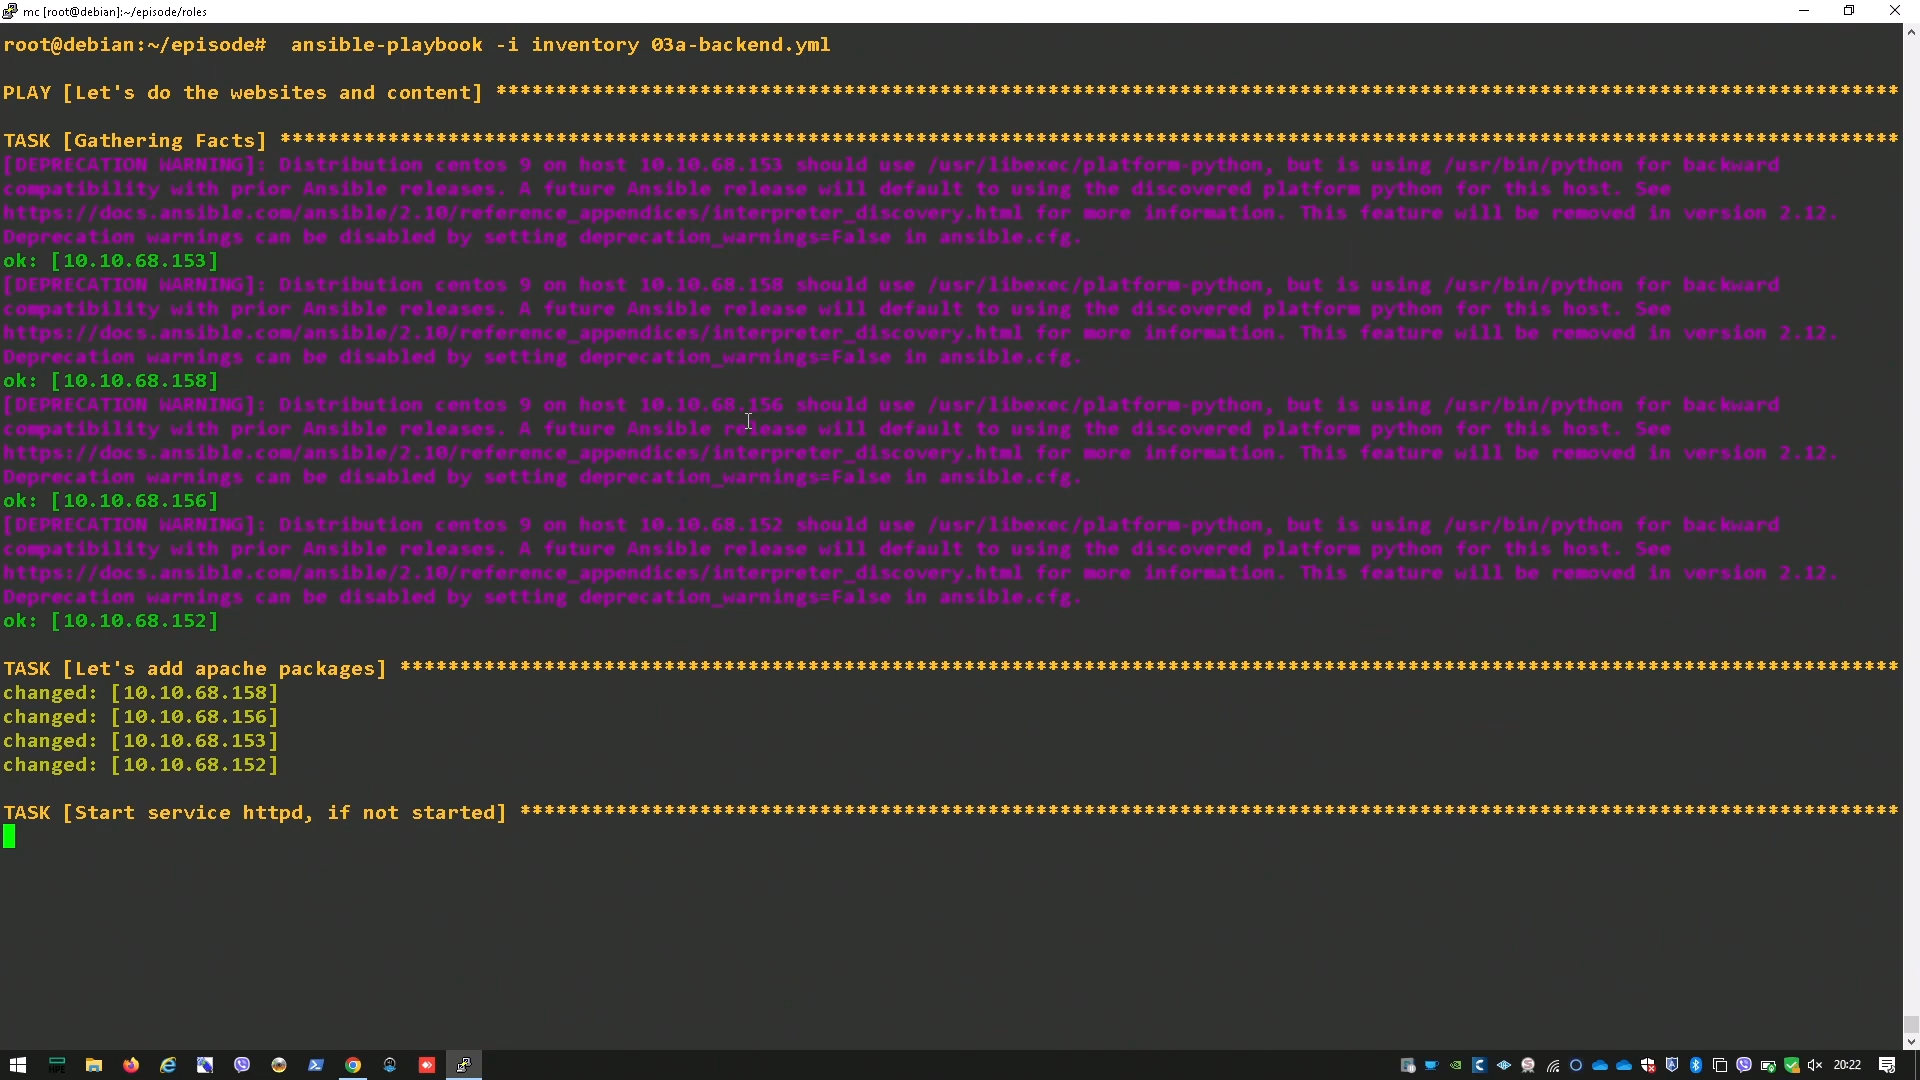 mc [root@debian]:~/episode/roles
root@debian:~/episode#  ansible-playbook -i inventory 03a-backend.yml
PLAY [Let's do the websites and content] *********************************************************************************************************************
TASK [Gathering Facts] ***************************************************************************************************************************************
[DEPRECATION WARNING]: Distribution centos 9 on host 10.10.68.153 should use /usr/libexec/platform-python, but is using /usr/bin/python for backward
compatibility with prior Ansible releases. A future Ansible release will default to using the discovered platform python for this host. See
https://docs.ansible.com/ansible/2.10/reference_appendices/interpreter_discovery.html for more information. This feature will be removed in version 2.12.
Deprecation warnings can be disabled by setting deprecation_warnings=False in ansible.cfg.
ok: [10.10.68.153]
[DEPRECATION WARNING]: Distribution centos 9 on host 10.10.68.158 should use /usr/libexec/platform-python, but is using /usr/bin/python for backward
compatibility with prior Ansible releases. A future Ansible release will default to using the discovered platform python for this host. See
https://docs.ansible.com/ansible/2.10/reference_appendices/interpreter_discovery.html for more information. This feature will be removed in version 2.12.
Deprecation warnings can be disabled by setting deprecation_warnings=False in ansible.cfg.
ok: [10.10.68.158]
[DEPRECATION WARNING]: Distribution centos 9 on host 10.10.68.156 should use /usr/libexec/platform-python, but is using /usr/bin/python for backward
compatibility with prior Ansible releases. A future Ansible release will default to using the discovered platform python for this host. See
https://docs.ansible.com/ansible/2.10/reference_appendices/interpreter_discovery.html for more information. This feature will be removed in version 2.12.
Deprecation warnings can be disabled by setting deprecation_warnings=False in ansible.cfg.
ok: [10.10.68.156]
[DEPRECATION WARNING]: Distribution centos 9 on host 10.10.68.152 should use /usr/libexec/platform-python, but is using /usr/bin/python for backward
compatibility with prior Ansible releases. A future Ansible release will default to using the discovered platform python for this host. See
https://docs.ansible.com/ansible/2.10/reference_appendices/interpreter_discovery.html for more information. This feature will be removed in version 2.12.
Deprecation warnings can be disabled by setting deprecation_warnings=False in ansible.cfg.
ok: [10.10.68.152]
TASK [Let's add apache packages] *****************************************************************************************************************************
changed: [10.10.68.158]
changed: [10.10.68.156]
changed: [10.10.68.153]
changed: [10.10.68.152]
TASK [Start service httpd, if not started] *******************************************************************************************************************
HPE
20:22